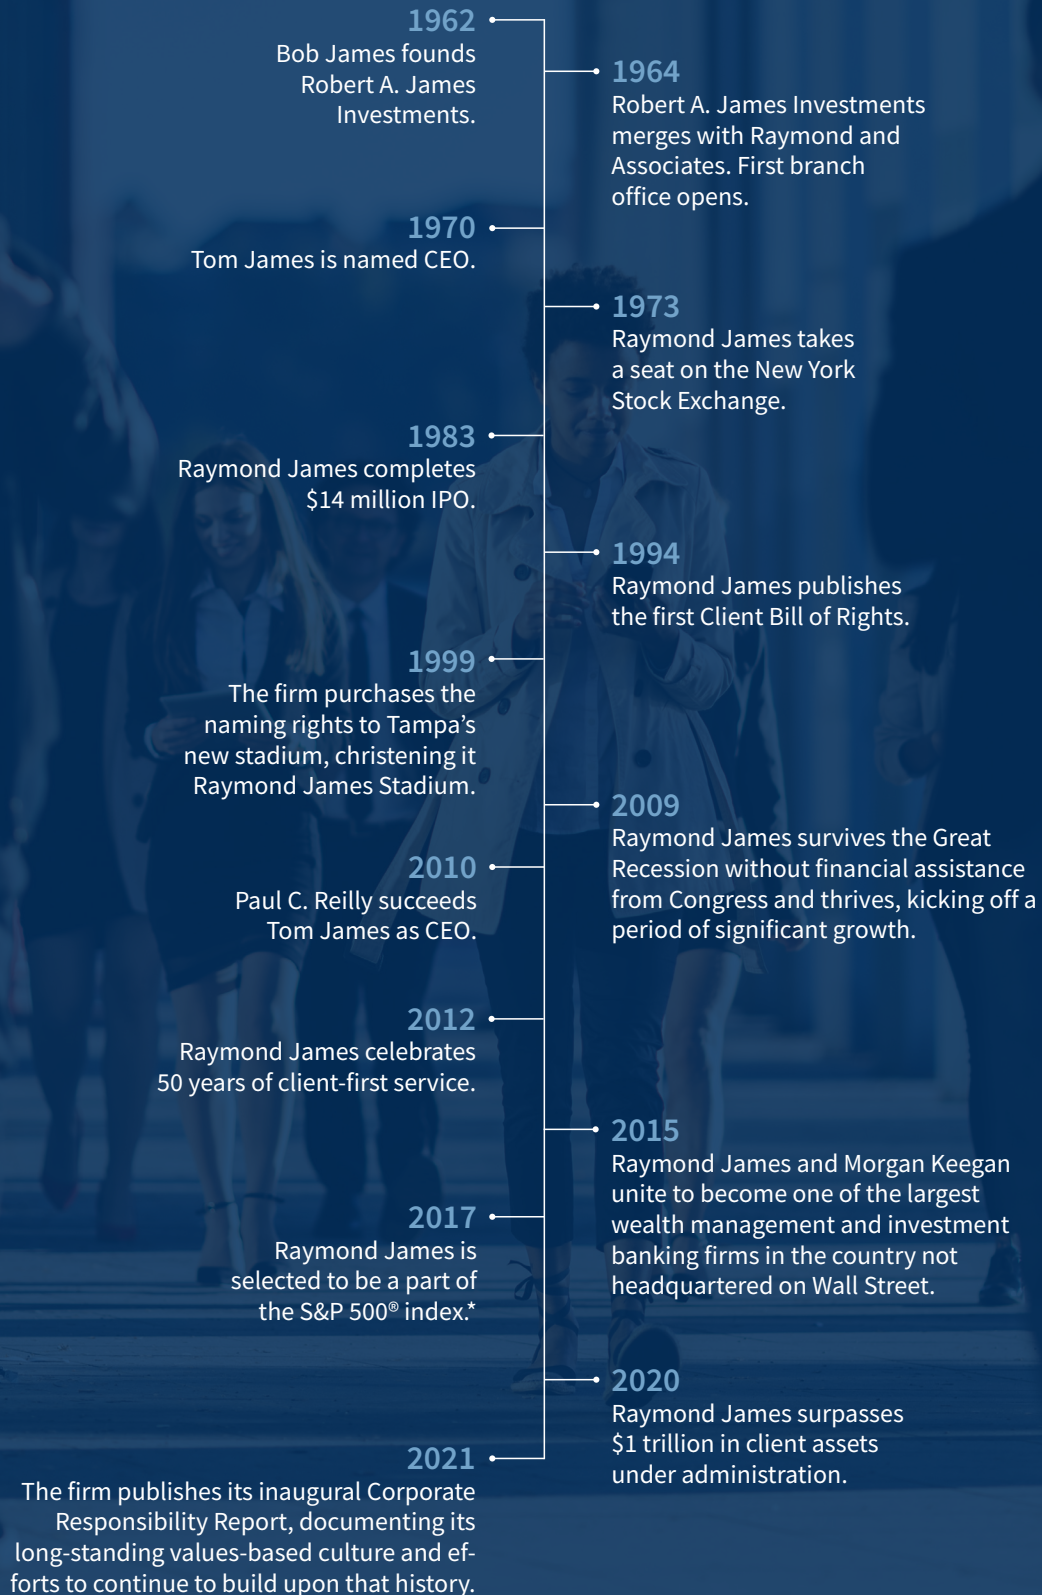 1962
Bob James founds
Robert A. James
Investments.
1964
Robert A. James Investments
merges with Raymond and
Associates. First branch
office opens.
1970
Tom James is named CEO.
1973
Raymond James takes
a seat on the New York
Stock Exchange.
1983
Raymond James completes
$14 million IPO.
1994
Raymond James publishes
the first Client Bill of Rights.
1999
The firm purchases the
naming rights to Tampa’s
new stadium, christening it
Raymond James Stadium.
2009
Raymond James survives the Great
Recession without financial assistance
from Congress and thrives, kicking off a
period of significant growth.
2010
Paul C. Reilly succeeds
Tom James as CEO.
2012
Raymond James celebrates
50 years of client-first service.
2015
Raymond James and Morgan Keegan
unite to become one of the largest
wealth management and investment
banking firms in the country not
headquartered on Wall Street.
2017
Raymond James is
selected to be a part of
the S&P 500® index.*
2020
Raymond James surpasses
$1 trillion in client assets
under administration.
2021
The firm publishes its inaugural Corporate
Responsibility Report, documenting its
long-standing values-based culture and ef-
forts to continue to build upon that history.